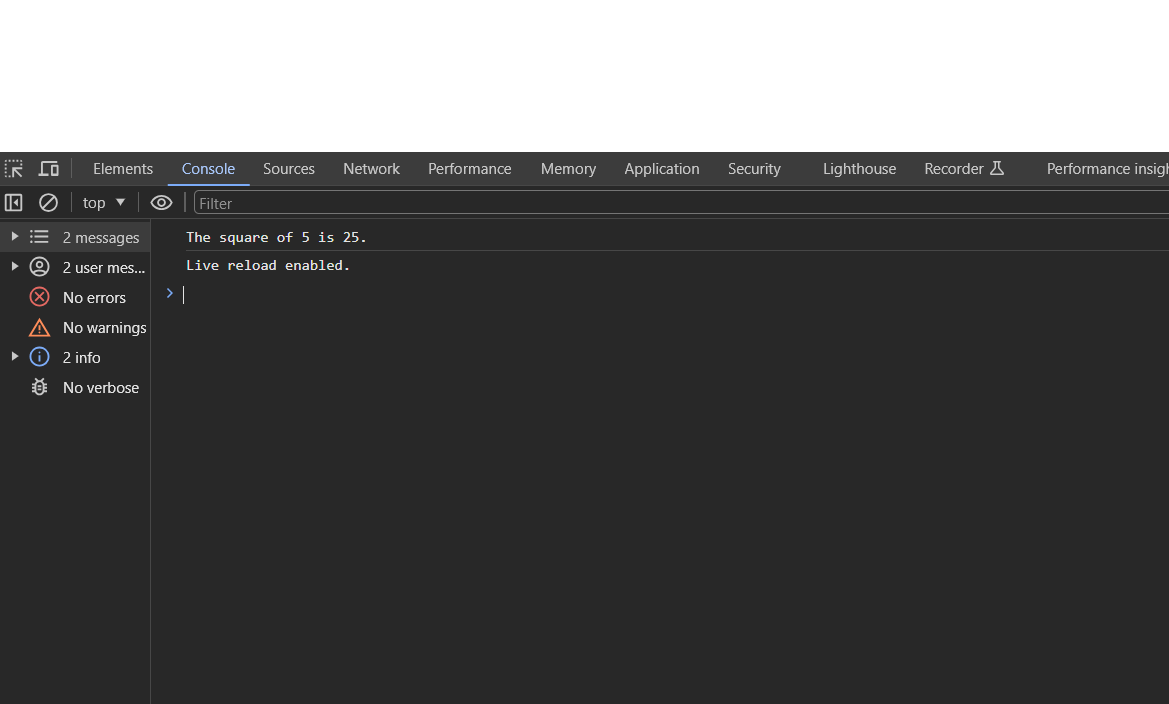 Elements Console Sources Network Performance Memory Application Security Lighthouse Recorder Performance insigh
top Filter
2 messages
The square of 5 is 25.
2 user mes...
Live reload enabled.
No errors
No warnings
2 info
No verbose